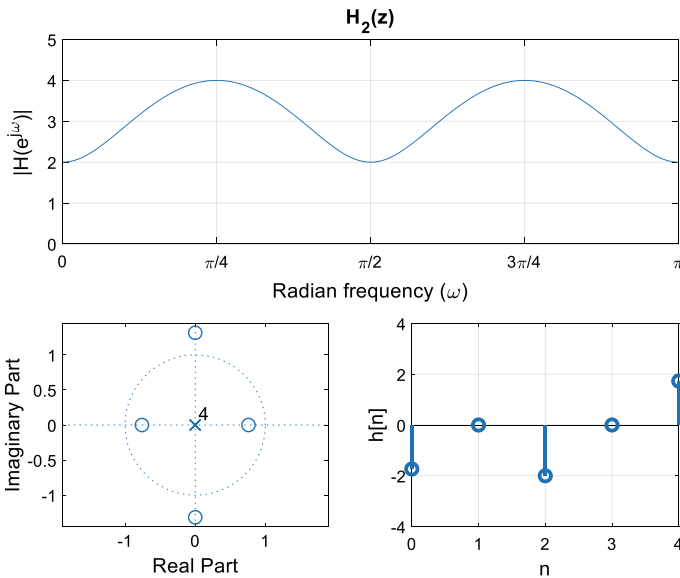 H2(z)
|H(e^jω)|
5
4
3
2
1
0
0 π/4 π/2 3π/4 π
Radian frequency (ω)
Imaginary Part
1
0.5
0
-0.5
-1
4
-1 0 1
Real Part
h[n]
4
2
0
-2
-4
0 1 2 3 4
n